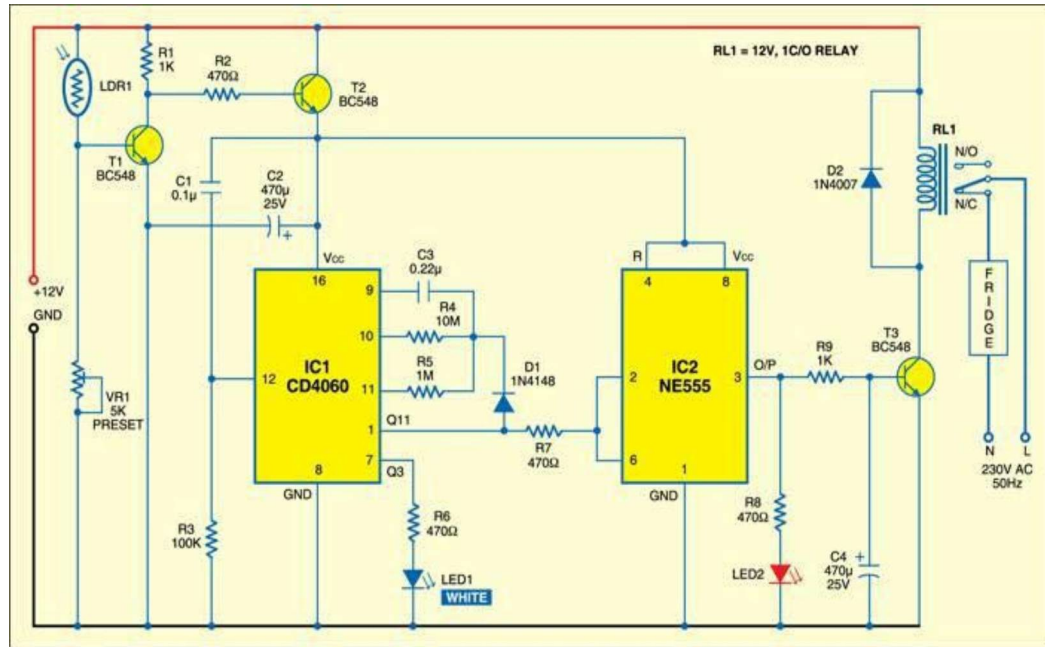 RL1 = 12V, 1C/O RELAY
LDR1
R1
1K
R2
470Ω
T2
BC548
T1
BC548
C1
0.1µ
C2
470µ
25V
+
+12V
GND
VR1
5K
PRESET
R3
100K
Vcc
16
9
10
11
12
1
7
8
IC1
CD4060
GND
Q11
Q3
C3
0.22µ
R4
10M
R5
1M
D1
1N4148
R7
470Ω
R6
470Ω
LED1
WHITE
R
4
Vcc
8
2
6
3
1
IC2
NE555
GND
O/P
R9
1K
R8
470Ω
LED2
C4
470µ
25V
+
T3
BC548
D2
1N4007
RL1
N/O
N/C
FRIDGE
N
L
230V AC
50Hz